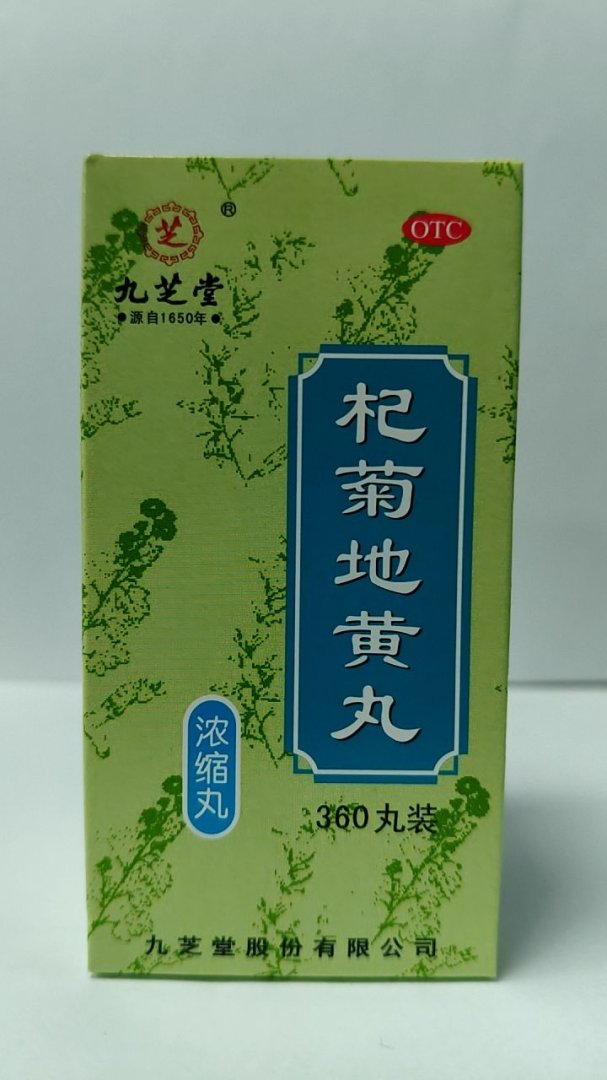 芝
®
OTC
九芝堂
●源自1650年●
杞菊地黄丸
浓缩丸
360丸装
九芝堂股份有限公司